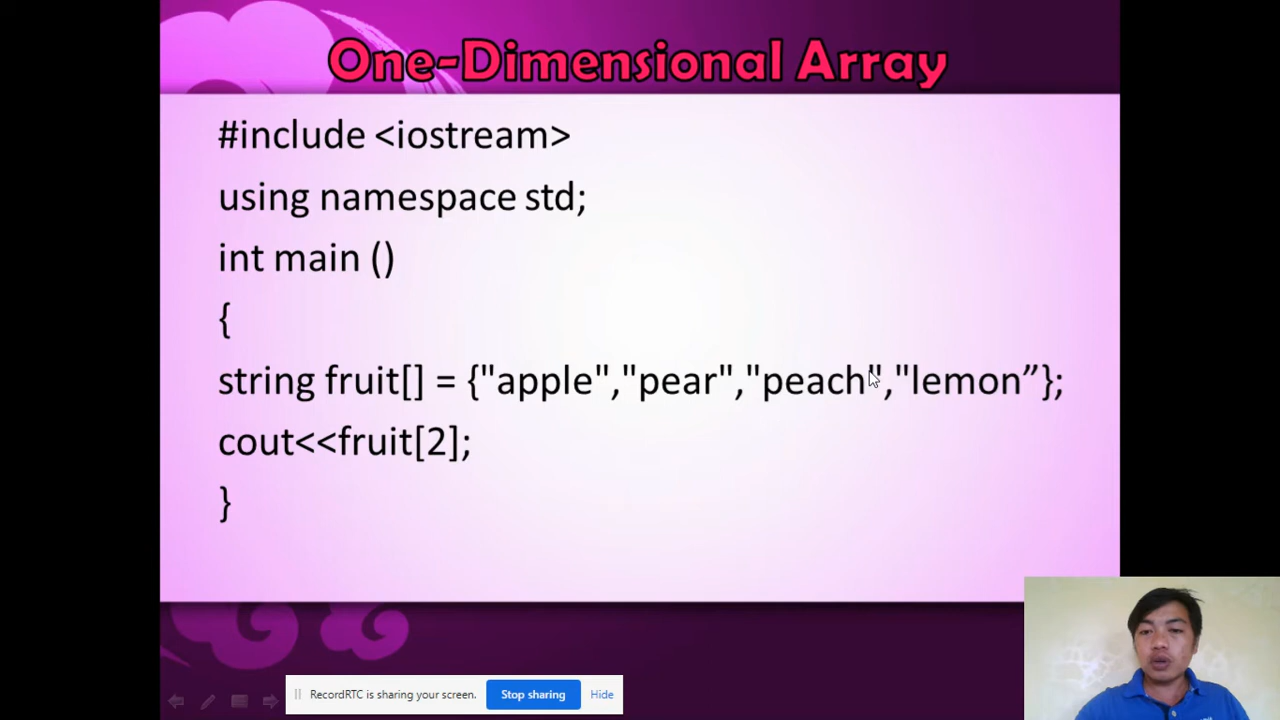 One-Dimensional Array
#include <iostream>
using namespace std;
int main ()
{
string fruit[] = {"apple","pear","peach","lemon”};
cout<<fruit[2];
}
RecordRTC is sharing your screen. Stop sharing Hide